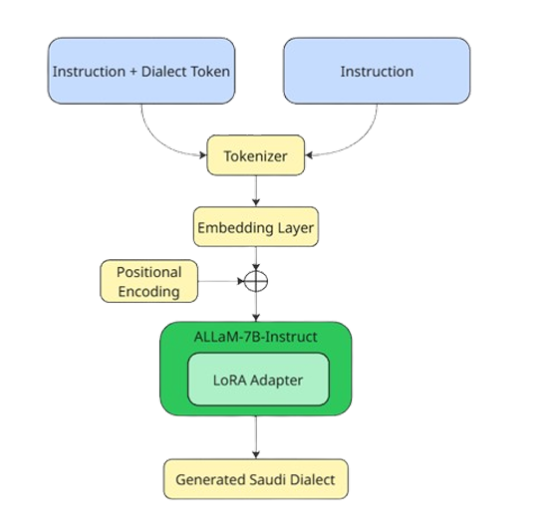 Instruction + Dialect Token
Instruction
Tokenizer
Embedding Layer
Positional
Encoding
ALLaM-7B-Instruct
LoRA Adapter
Generated Saudi Dialect